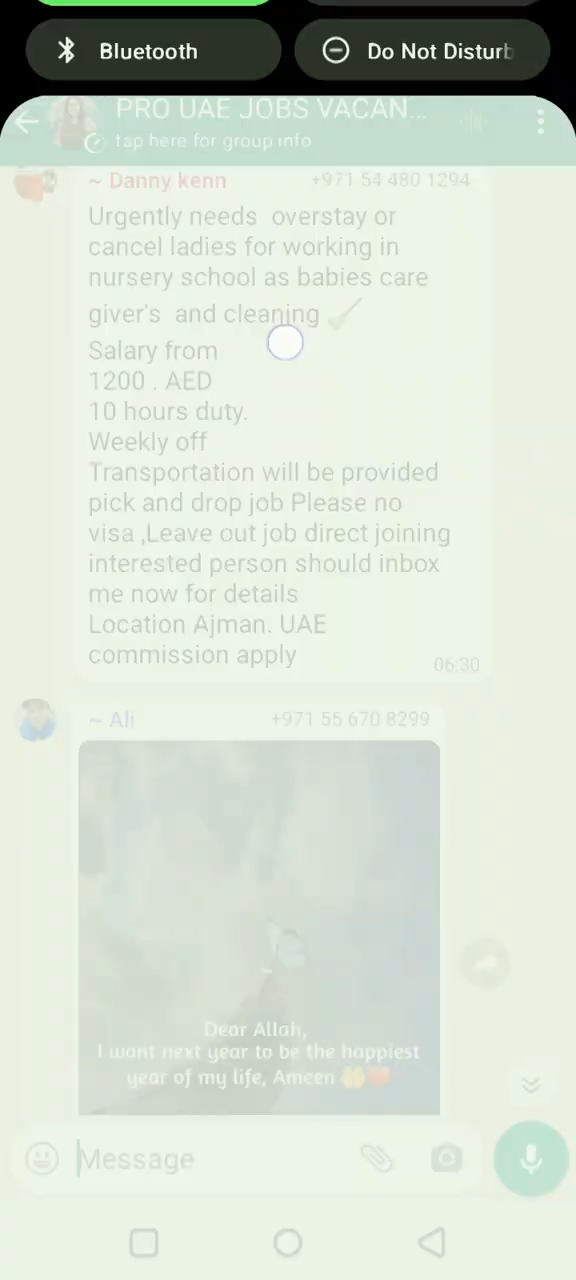 Bluetooth
Do Not Disturb
PRO UAE JOBS VACAN...
tap here for group info
~ Danny kenn +971 54 480 1294
Urgently needs overstay or
cancel ladies for working in
nursery school as babies care
giver's and cleaning ✓
Salary from
1200 . AED
10 hours duty.
Weekly off
Transportation will be provided
pick and drop job Please no
visa ,Leave out job direct joining
interested person should inbox
me now for details
Location Ajman. UAE
commission apply
06:30
~ Ali +971 55 670 8299
Dear Allah,
I want next year to be the happiest
year of my life, Ameen 🤲❤️
Message